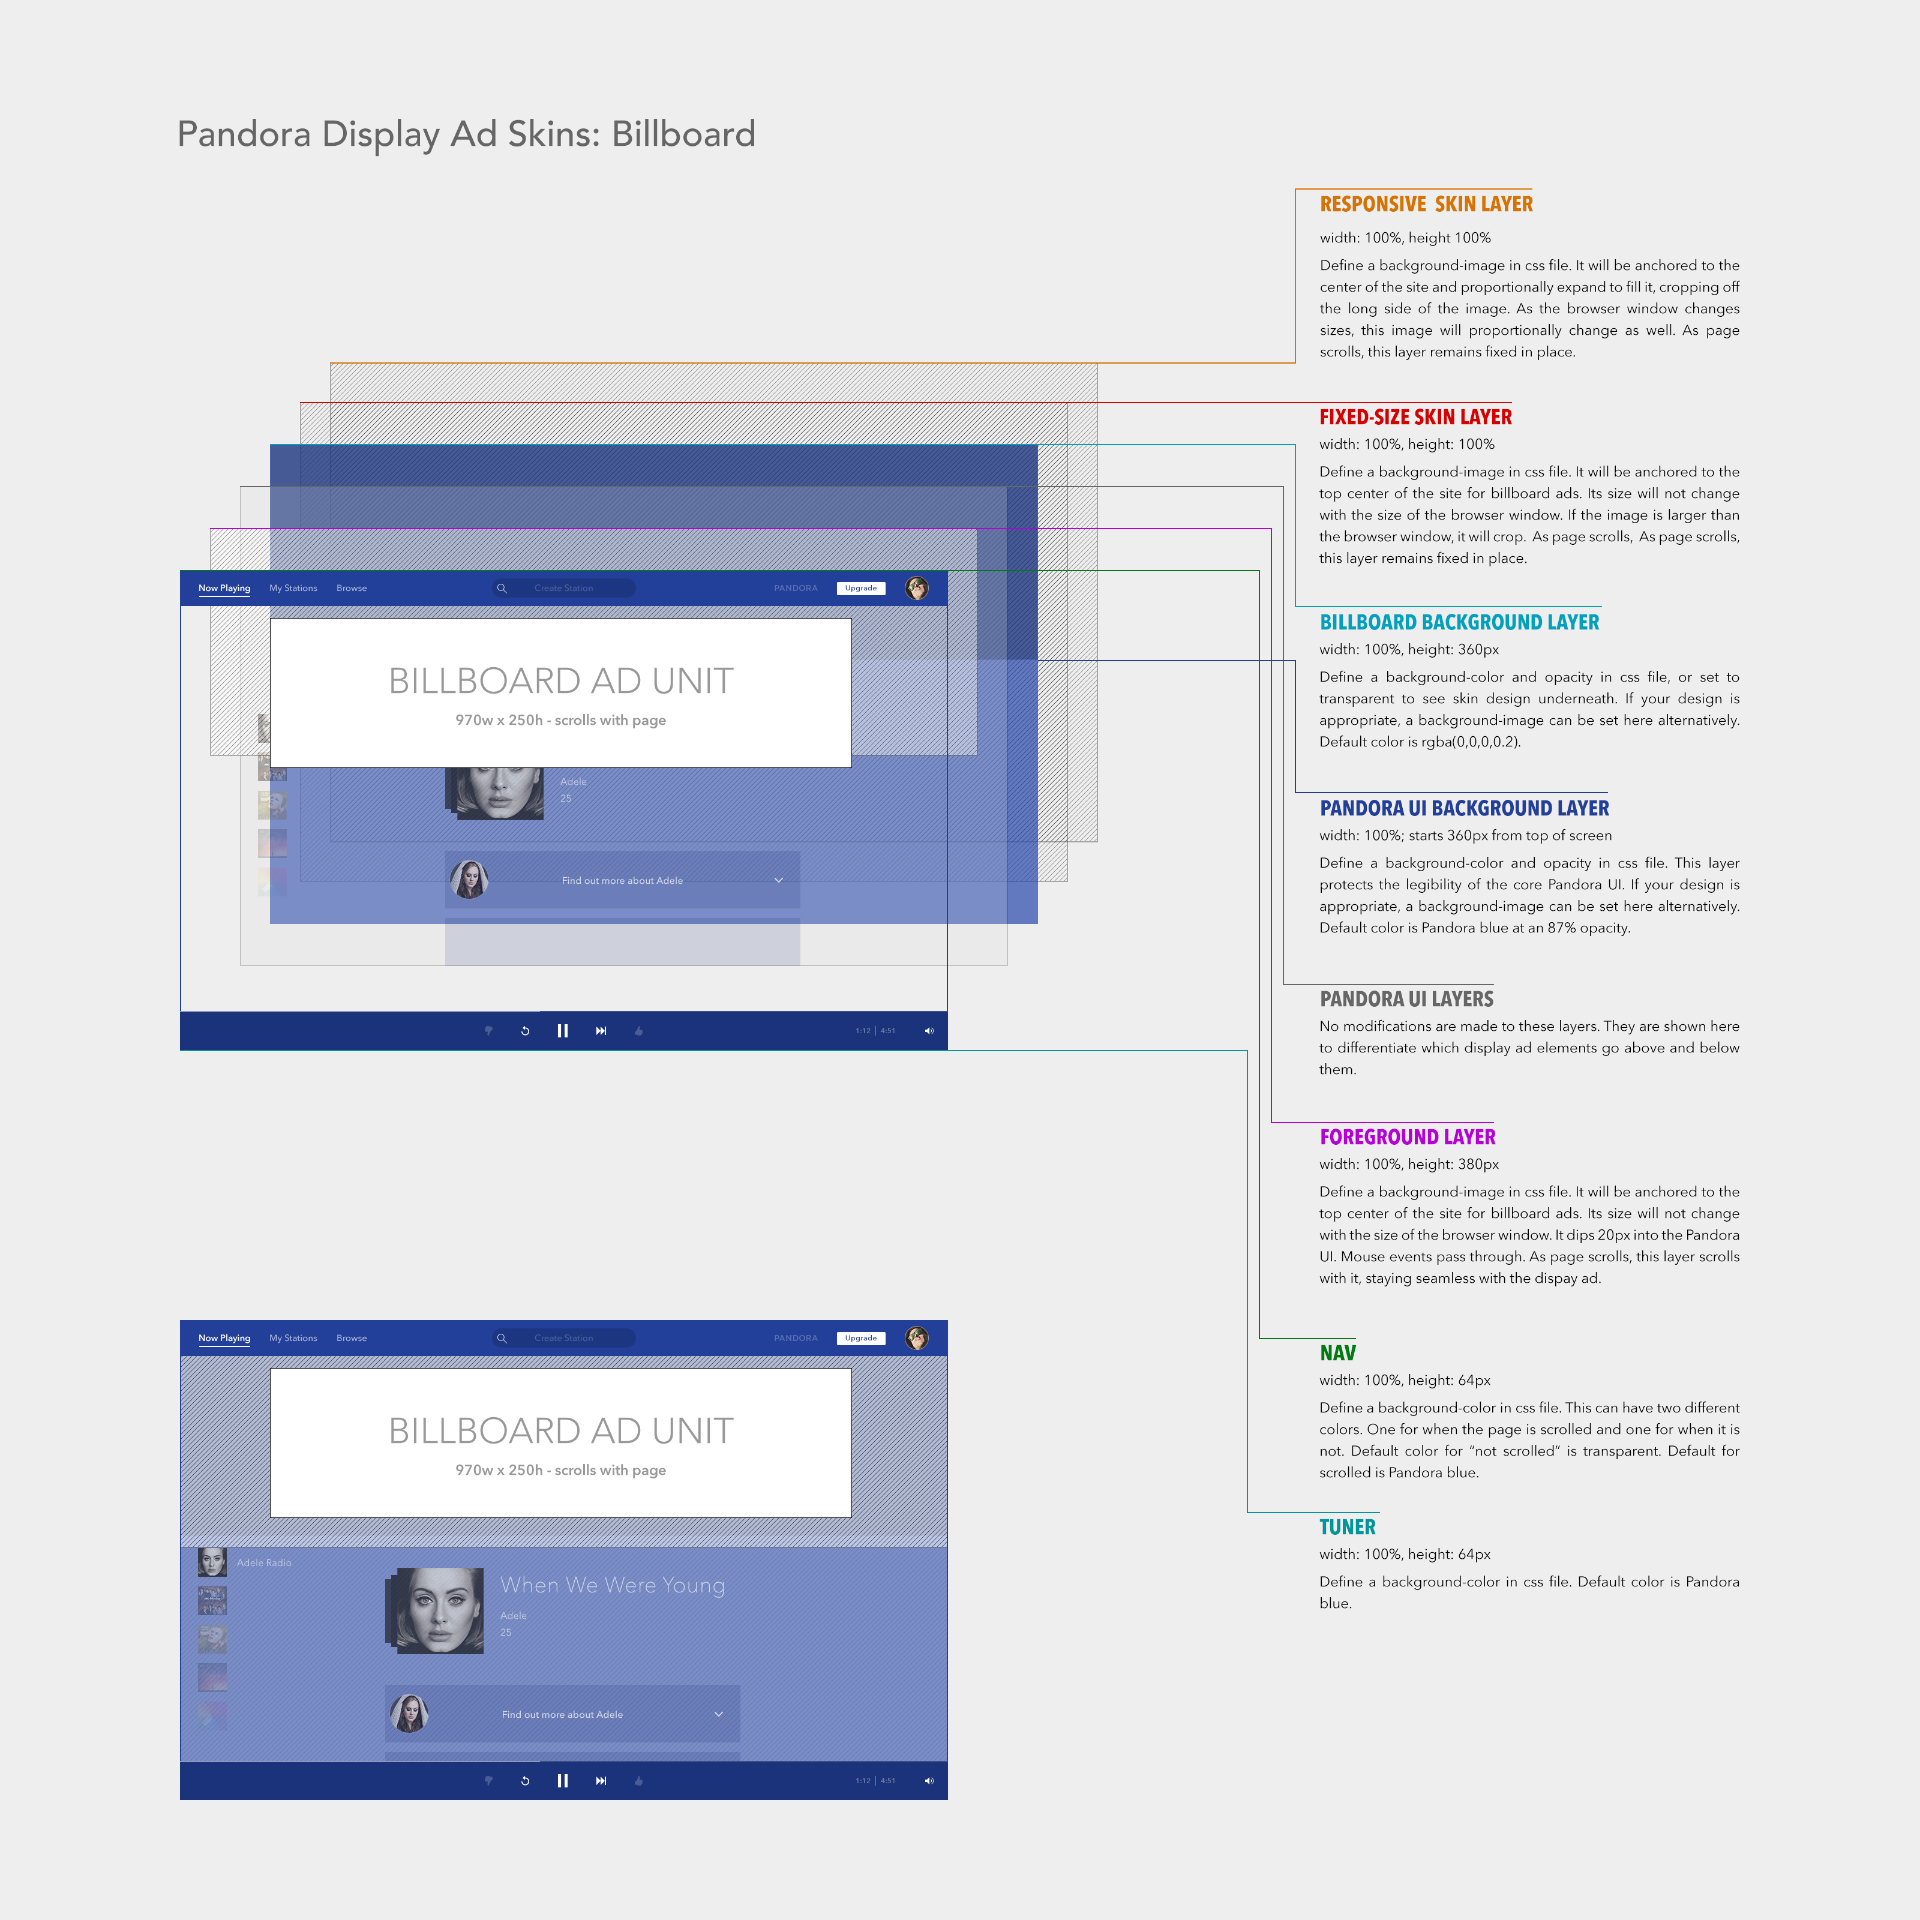 Pandora Display Ad Skins: Billboard
RESPONSIVE SKIN LAYER
width: 100%, height 100%
Define a background-image in css file. It will be anchored to the
center of the site and proportionally expand to fill it, cropping off
the long side of the image. As the browser window changes
sizes, this image will proportionally change as well. As page
scrolls, this layer remains fixed in place.
FIXED-SIZE SKIN LAYER
width: 100%, height: 100%
Define a background-image in css file. It will be anchored to the
top center of the site for billboard ads. Its size will not change
with the size of the browser window. If the image is larger than
the browser window, it will crop. As page scrolls, As page scrolls,
this layer remains fixed in place.
BILLBOARD BACKGROUND LAYER
width: 100%, height: 360px
Define a background-color and opacity in css file, or set to
transparent to see skin design underneath. If your design is
appropriate, a background-image can be set here alternatively.
Default color is rgba(0,0,0,0.2).
PANDORA UI BACKGROUND LAYER
width: 100%; starts 360px from top of screen
Define a background-color and opacity in css file. This layer
protects the legibility of the core Pandora UI. If your design is
appropriate, a background-image can be set here alternatively.
Default color is Pandora blue at an 87% opacity.
PANDORA UI LAYERS
No modifications are made to these layers. They are shown here
to differentiate which display ad elements go above and below
them.
FOREGROUND LAYER
width: 100%, height: 380px
Define a background-image in css file. It will be anchored to the
top center of the site for billboard ads. Its size will not change
with the size of the browser window. It dips 20px into the Pandora
UI. Mouse events pass through. As page scrolls, this layer scrolls
with it, staying seamless with the dispay ad.
NAV
width: 100%, height: 64px
Define a background-color in css file. This can have two different
colors. One for when the page is scrolled and one for when it is
not. Default color for “not scrolled” is transparent. Default for
scrolled is Pandora blue.
TUNER
width: 100%, height: 64px
Define a background-color in css file. Default color is Pandora
blue.
Now Playing My Stations Browse Create Station PANDORA Upgrade
BILLBOARD AD UNIT
970w x 250h - scrolls with page
Adele
25
Find out more about Adele
1:12 | 4:51
Now Playing My Stations Browse Create Station PANDORA Upgrade
BILLBOARD AD UNIT
970w x 250h - scrolls with page
Adele Radio
When We Were Young
Adele
25
Find out more about Adele
1:12 | 4:51